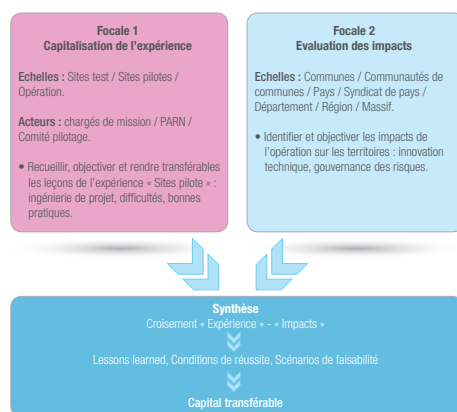 Focale 1
Capitalisation de l'expérience
Echelles : Sites test / Sites pilotes /
Opération.
Acteurs : chargés de mission / PARN /
Comité pilotage.
• Recueillir, objectiver et rendre transférables
les leçons de l'expérience « Sites pilote » :
ingénierie de projet, difficultés, bonnes
pratiques.
Focale 2
Evaluation des impacts
Echelles : Communes / Communautés de
communes / Pays / Syndicat de pays /
Département / Région / Massif.
• Identifier et objectiver les impacts de
l'opération sur les territoires : innovation
technique, gouvernance des risques.
Synthèse
Croisement « Expérience » - « Impacts »
Lessons learned, Conditions de réussite, Scénarios de faisabilité
Capital transférable